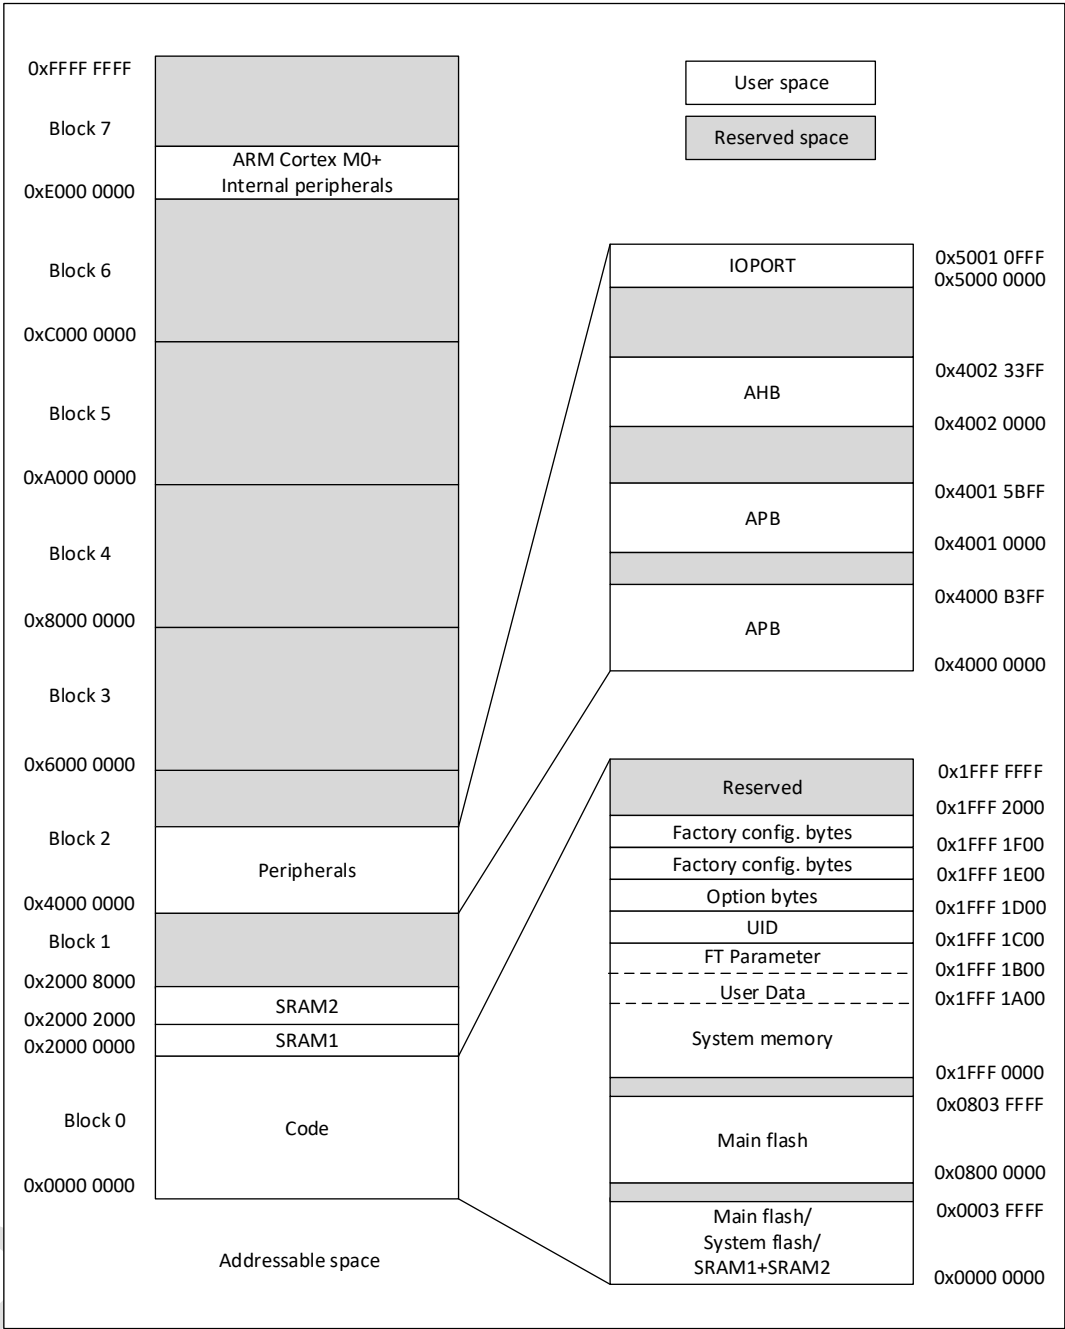 0xFFFF FFFF
Block 7
ARM Cortex M0+
Internal peripherals
0xE000 0000
Block 6
0xC000 0000
Block 5
0xA000 0000
Block 4
0x8000 0000
Block 3
0x6000 0000
Block 2
Peripherals
0x4000 0000
Block 1
0x2000 8000
SRAM2
0x2000 2000
SRAM1
0x2000 0000
Block 0
Code
0x0000 0000
Addressable space
User space
Reserved space
IOPORT
0x5001 0FFF
0x5000 0000
0x4002 33FF
AHB
0x4002 0000
0x4001 5BFF
APB
0x4001 0000
0x4000 B3FF
APB
0x4000 0000
0x1FFF FFFF
Reserved
0x1FFF 2000
Factory config. bytes
0x1FFF 1F00
Factory config. bytes
0x1FFF 1E00
Option bytes
0x1FFF 1D00
UID
0x1FFF 1C00
FT Parameter
0x1FFF 1B00
User Data
0x1FFF 1A00
System memory
0x1FFF 0000
0x0803 FFFF
Main flash
0x0800 0000
0x0003 FFFF
Main flash/
System flash/
SRAM1+SRAM2
0x0000 0000